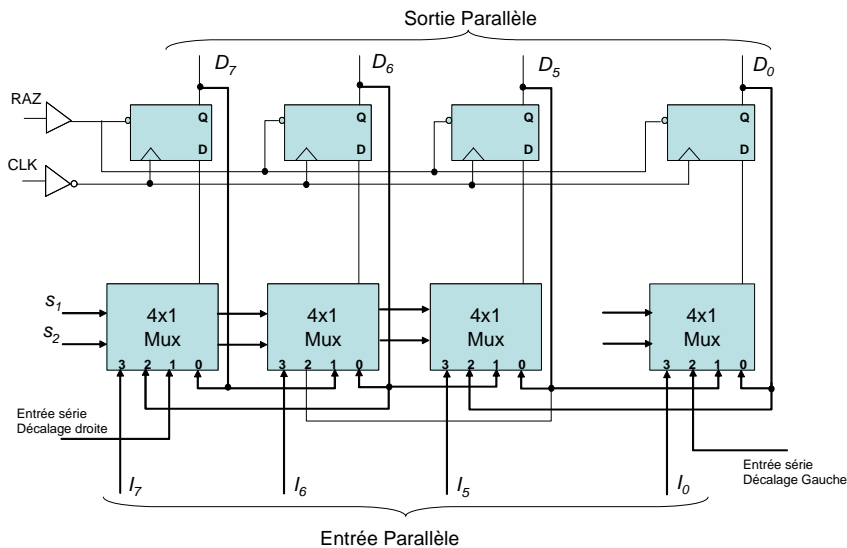 Sortie Parallèle
D7 D6 D5 D0
RAZ
Q Q Q Q
D D D D
CLK
s1
4x1 4x1 4x1 4x1
s2
Mux Mux Mux Mux
3 2 1 0 3 2 1 0 3 2 1 0 3 2 1 0
Entrée série
Décalage droite
Entrée série
Décalage Gauche
I7 I6 I5 I0
Entrée Parallèle